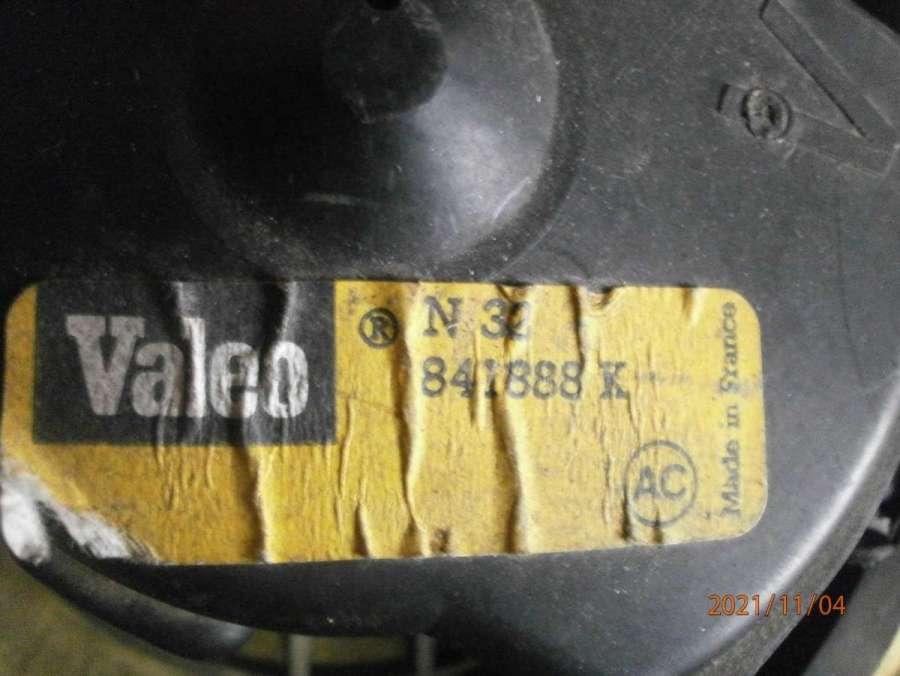 Valeo ®
N 32
841888 K
AC
Made in France
2021/11/04